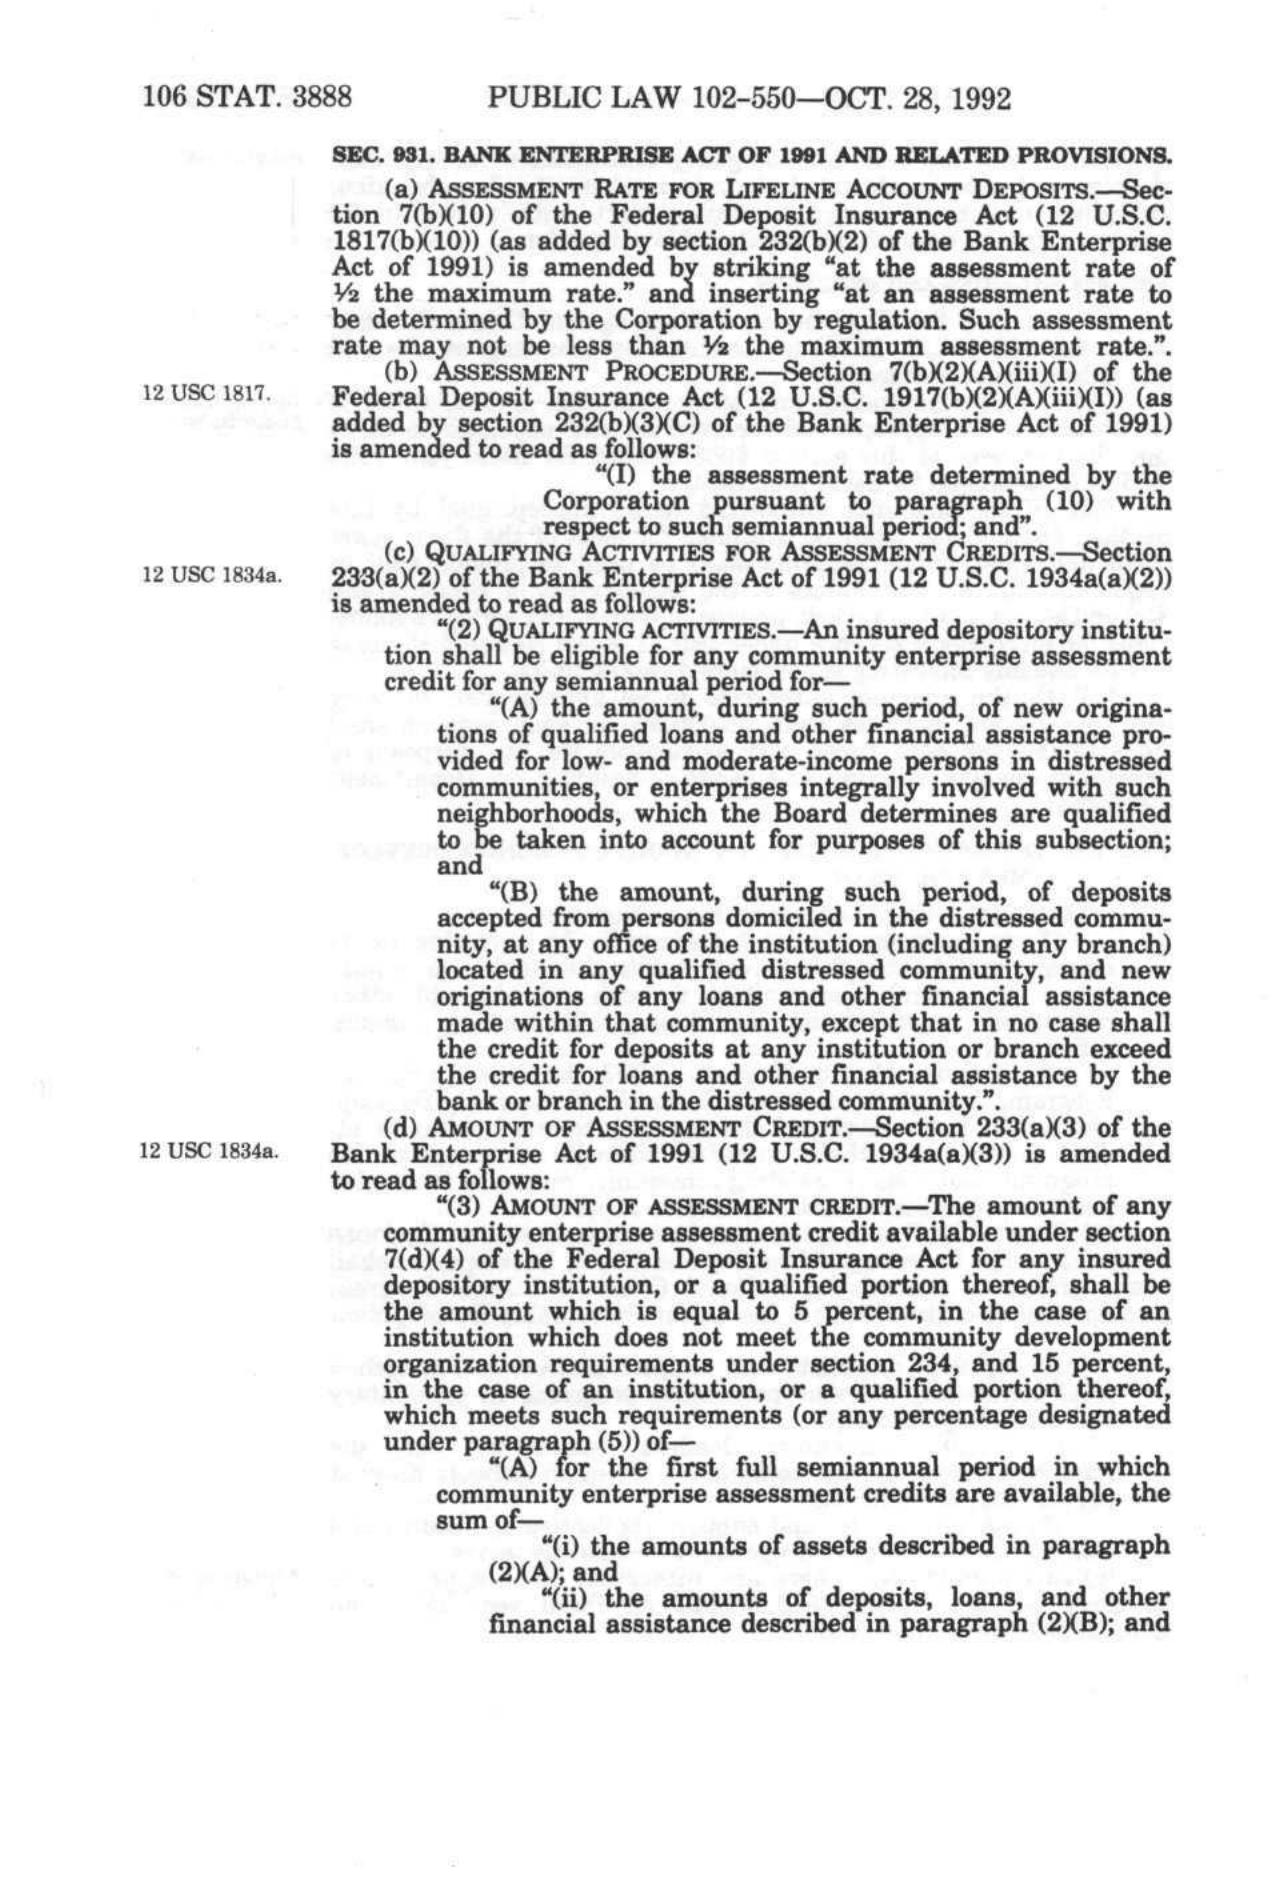 106 STAT. 3888 PUBLIC LAW 102-550—OCT. 28, 1992
SEC. 931. BANK ENTERPRISE ACT OF 1991 AND RELATED PROVISIONS.
(a) ASSESSMENT RATE FOR LIFELINE ACCOUNT DEPOSITS.—Sec-
tion 7(b)(10) of the Federal Deposit Insurance Act (12 U.S.C.
1817(b)(10)) (as added by section 232(b)(2) of the Bank Enterprise
Act of 1991) is amended by striking “at the assessment rate of
½ the maximum rate.” and inserting “at an assessment rate to
be determined by the Corporation by regulation. Such assessment
rate may not be less than ½ the maximum assessment rate.”.
(b) ASSESSMENT PROCEDURE.—Section 7(b)(2)(A)(iii)(I) of the
12 USC 1817. Federal Deposit Insurance Act (12 U.S.C. 1917(b)(2)(A)(iii)(I)) (as
added by section 232(b)(3)(C) of the Bank Enterprise Act of 1991)
is amended to read as follows:
“(I) the assessment rate determined by the
Corporation pursuant to paragraph (10) with
respect to such semiannual period; and”.
(c) QUALIFYING ACTIVITIES FOR ASSESSMENT CREDITS.—Section
12 USC 1834a. 233(a)(2) of the Bank Enterprise Act of 1991 (12 U.S.C. 1934a(a)(2))
is amended to read as follows:
“(2) QUALIFYING ACTIVITIES.—An insured depository institu-
tion shall be eligible for any community enterprise assessment
credit for any semiannual period for—
“(A) the amount, during such period, of new origina-
tions of qualified loans and other financial assistance pro-
vided for low- and moderate-income persons in distressed
communities, or enterprises integrally involved with such
neighborhoods, which the Board determines are qualified
to be taken into account for purposes of this subsection;
and
“(B) the amount, during such period, of deposits
accepted from persons domiciled in the distressed commu-
nity, at any office of the institution (including any branch)
located in any qualified distressed community, and new
originations of any loans and other financial assistance
made within that community, except that in no case shall
the credit for deposits at any institution or branch exceed
the credit for loans and other financial assistance by the
bank or branch in the distressed community.”.
(d) AMOUNT OF ASSESSMENT CREDIT.—Section 233(a)(3) of the
12 USC 1834a. Bank Enterprise Act of 1991 (12 U.S.C. 1934a(a)(3)) is amended
to read as follows:
“(3) AMOUNT OF ASSESSMENT CREDIT.—The amount of any
community enterprise assessment credit available under section
7(d)(4) of the Federal Deposit Insurance Act for any insured
depository institution, or a qualified portion thereof, shall be
the amount which is equal to 5 percent, in the case of an
institution which does not meet the community development
organization requirements under section 234, and 15 percent,
in the case of an institution, or a qualified portion thereof,
which meets such requirements (or any percentage designated
under paragraph (5)) of—
“(A) for the first full semiannual period in which
community enterprise assessment credits are available, the
sum of—
“(i) the amounts of assets described in paragraph
(2)(A); and
“(ii) the amounts of deposits, loans, and other
financial assistance described in paragraph (2)(B); and